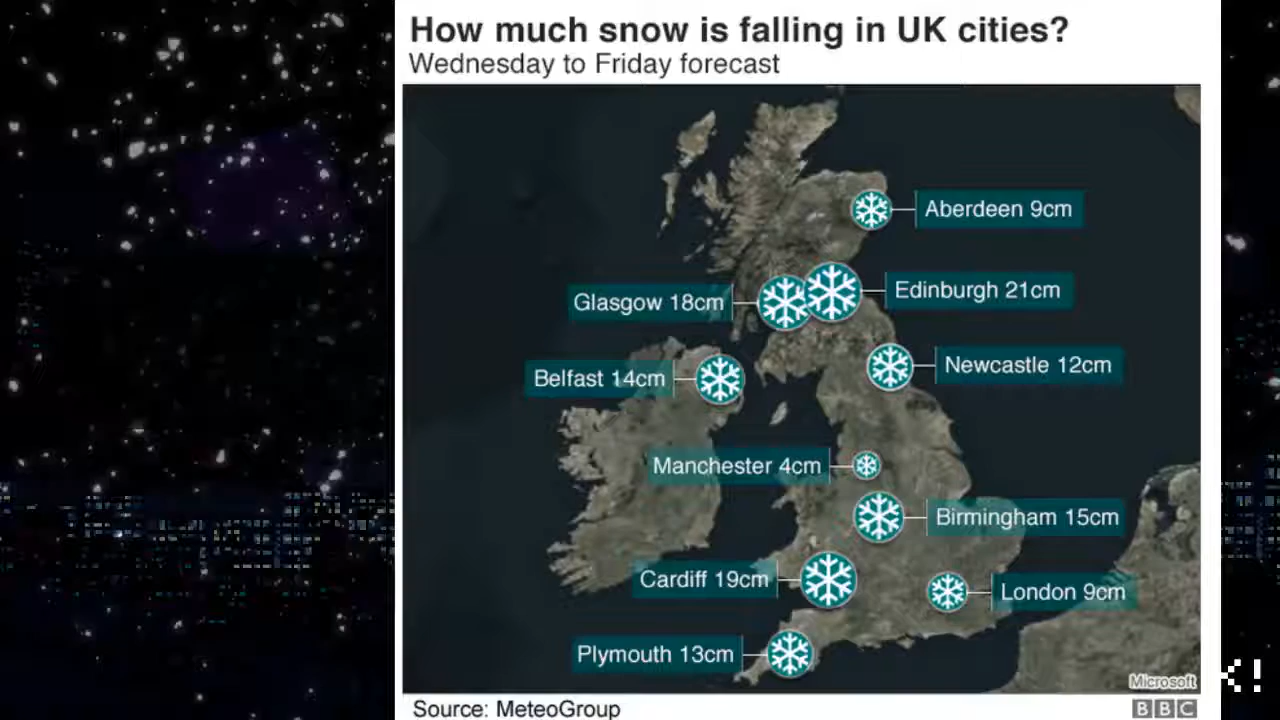 How much snow is falling in UK cities?
Wednesday to Friday forecast
Aberdeen 9cm
Edinburgh 21cm
Glasgow 18cm
Newcastle 12cm
Belfast 14cm
Manchester 4cm
Birmingham 15cm
Cardiff 19cm
London 9cm
Plymouth 13cm
Microsoft
Source: MeteoGroup
BBC